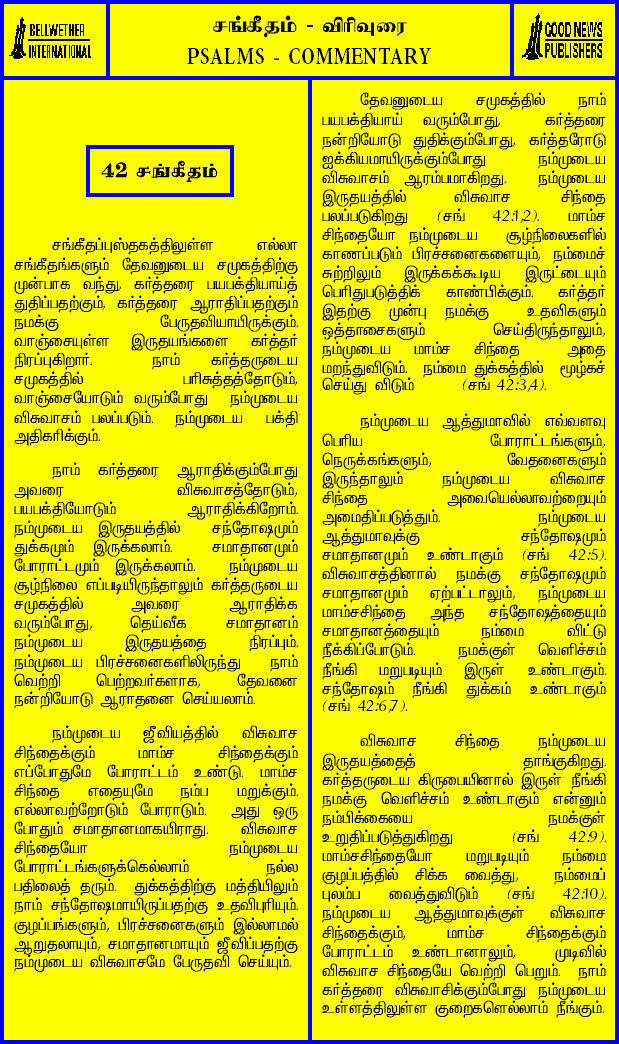 BELLWETHER
INTERNATIONAL
சங்கீதம் - விரிவுரை
PSALMS - COMMENTARY
GOOD NEWS
PUBLISHERS
42 சங்கீதம்
சங்கீதப்புஸ்தகத்திலுள்ள எல்லா
சங்கீதங்களும் தேவனுடைய சமுகத்திற்கு
முன்பாக வந்து, கர்த்தரை பயபக்தியாய்த்
துதிப்பதற்கும், கர்த்தரை ஆராதிப்பதற்கும்
நமக்கு பேருதவியாயிருக்கும்.
வாஞ்சையுள்ள இருதயங்களை கர்த்தர்
நிரப்புகிறார். நாம் கர்த்தருடைய
சமுகத்தில் பரிசுத்தத்தோடும்,
வாஞ்சையோடும் வரும்போது நம்முடைய
விசுவாசம் பலப்படும். நம்முடைய பக்தி
அதிகரிக்கும்.
நாம் கர்த்தரை ஆராதிக்கும்போது
அவரை விசுவாசத்தோடும்,
பயபக்தியோடும் ஆராதிக்கிறோம்.
நம்முடைய இருதயத்தில் சந்தோஷமும்
துக்கமும் இருக்கலாம். சமாதானமும்
போராட்டமும் இருக்கலாம். நம்முடைய
சூழ்நிலை எப்படியிருந்தாலும் கர்த்தருடைய
சமுகத்தில் அவரை ஆராதிக்க
வரும்போது, தெய்வீக சமாதானம்
நம்முடைய இருதயத்தை நிரப்பும்.
நம்முடைய பிரச்சனைகளிலிருந்து நாம்
வெற்றி பெற்றவர்களாக, தேவனை
நன்றியோடு ஆராதனை செய்யலாம்.
நம்முடைய ஜீவியத்தில் விசுவாச
சிந்தைக்கும் மாம்ச சிந்தைக்கும்
எப்போதுமே போராட்டம் உண்டு. மாம்ச
சிந்தை எதையுமே நம்ப மறுக்கும்.
எல்லாவற்றோடும் போராடும். அது ஒரு
போதும் சமாதானமாகயிராது. விசுவாச
சிந்தையோ நம்முடைய
போராட்டங்களுக்கெல்லாம் நல்ல
பதிலைத் தரும். துக்கத்திற்கு மத்தியிலும்
நாம் சந்தோஷமாயிருப்பதற்கு உதவிபுரியும்.
குழப்பங்களும், பிரச்சனைகளும் இல்லாமல்
ஆறுதலாயும், சமாதானமாயும் ஜீவிப்பதற்கு
நம்முடைய விசுவாசமே பேருதவி செய்யும்.
தேவனுடைய சமுகத்தில் நாம்
பயபக்தியாய் வரும்போது, கர்த்தரை
நன்றியோடு துதிக்கும்போது, கர்த்தரோடு
ஐக்கியமாயிருக்கும்போது நம்முடைய
விசுவாசம் ஆரம்பமாகிறது. நம்முடைய
இருதயத்தில் விசுவாச சிந்தை
பலப்படுகிறது (சங் 42:1,2). மாம்ச
சிந்தையோ நம்முடைய சூழ்நிலைகளில்
காணப்படும் பிரச்சனைகளையும், நம்மைச்
சுற்றிலும் இருக்கக்கூடிய இருட்டையும்
பெரிதுபடுத்திக் காண்பிக்கும். கர்த்தர்
இதற்கு முன்பு நமக்கு உதவிகளும்
ஒத்தாசைகளும் செய்திருந்தாலும்,
நம்முடைய மாம்ச சிந்தை அதை
மறந்துவிடும். நம்மை துக்கத்தில் மூழ்கச்
செய்து விடும் (சங் 42:3,4).
நம்முடைய ஆத்துமாவில் எவ்வளவு
பெரிய போராட்டங்களும்,
நெருக்கங்களும், வேதனைகளும்
இருந்தாலும் நம்முடைய விசுவாச
சிந்தை அவையெல்லாவற்றையும்
அமைதிப்படுத்தும். நம்முடைய
ஆத்துமாவுக்கு சந்தோஷமும்
சமாதானமும் உண்டாகும் (சங் 42:5).
விசுவாசத்தினால் நமக்கு சந்தோஷமும்
சமாதானமும் ஏற்பட்டாலும், நம்முடைய
மாம்சசிந்தை அந்த சந்தோஷத்தையும்
சமாதானத்தையும் நம்மை விட்டு
நீக்கிப்போடும். நமக்குள் வெளிச்சம்
நீங்கி மறுபடியும் இருள் உண்டாகும்.
சந்தோஷம் நீங்கி துக்கம் உண்டாகும்
(சங் 42:6,7).
விசுவாச சிந்தை நம்முடைய
இருதயத்தைத் தாங்குகிறது.
கர்த்தருடைய கிருபையினால் இருள் நீங்கி
நமக்கு வெளிச்சம் உண்டாகும் என்னும்
நம்பிக்கையை நமக்குள்
உறுதிப்படுத்துகிறது (சங் 42:9).
மாம்சசிந்தையோ மறுபடியும் நம்மை
குழப்பத்தில் சிக்க வைத்து, நம்மைப்
புலம்ப வைத்துவிடும் (சங் 42:10).
நம்முடைய ஆத்துமாவுக்குள் விசுவாச
சிந்தைக்கும், மாம்ச சிந்தைக்கும்
போராட்டம் உண்டானாலும், முடிவில்
விசுவாச சிந்தையே வெற்றி பெறும். நாம்
கர்த்தரை விசுவாசிக்கும்போது நம்முடைய
உள்ளத்திலுள்ள குறைகளெல்லாம் நீங்கும்.